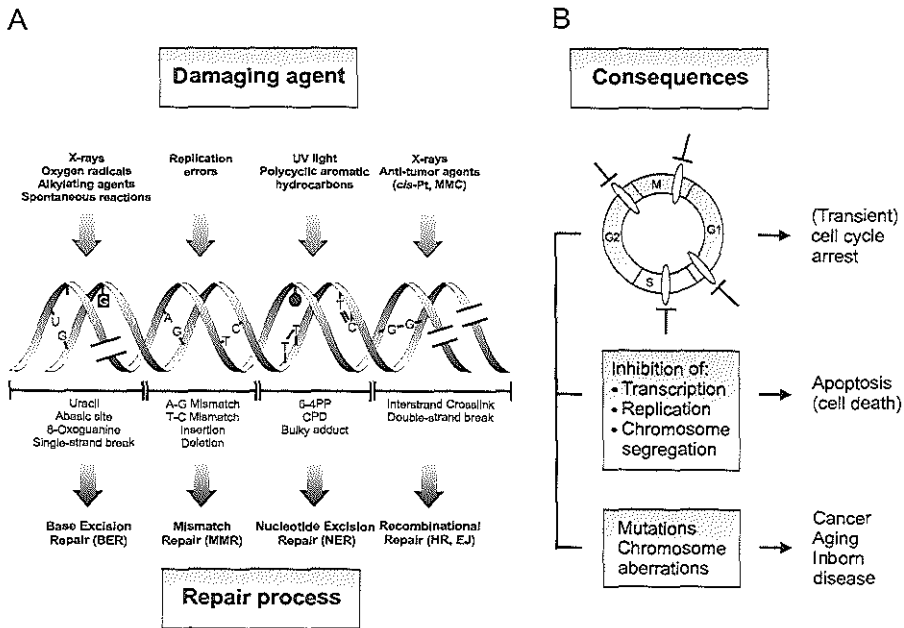 A
Damaging agent
X-rays
Oxygen radicals
Alkylating agents
Spontaneous reactions
Replication
errors
UV light
Polycyclic aromatic
hydrocarbons
X-rays
Anti-tumor agents
(cis-Pt, MMC)
U
G
G
A
G
T
C
T
T
T
C
G
G
Uracil
Abasic site
8-Oxoguanine
Single-strand break
A-G Mismatch
T-C Mismatch
Insertion
Deletion
6-4PP
CPD
Bulky adduct
Interstrand Crosslink
Double-strand break
Base Excision
Repair (BER)
Mismatch
Repair (MMR)
Nucleotide Excision
Repair (NER)
Recombinational
Repair (HR, EJ)
Repair process
B
Consequences
M
G1
G2
S
(Transient)
cell cycle
arrest
Inhibition of:
• Transcription
• Replication
• Chromosome
segregation
Apoptosis
(cell death)
Mutations
Chromosome
aberrations
Cancer
Aging
Inborn
disease